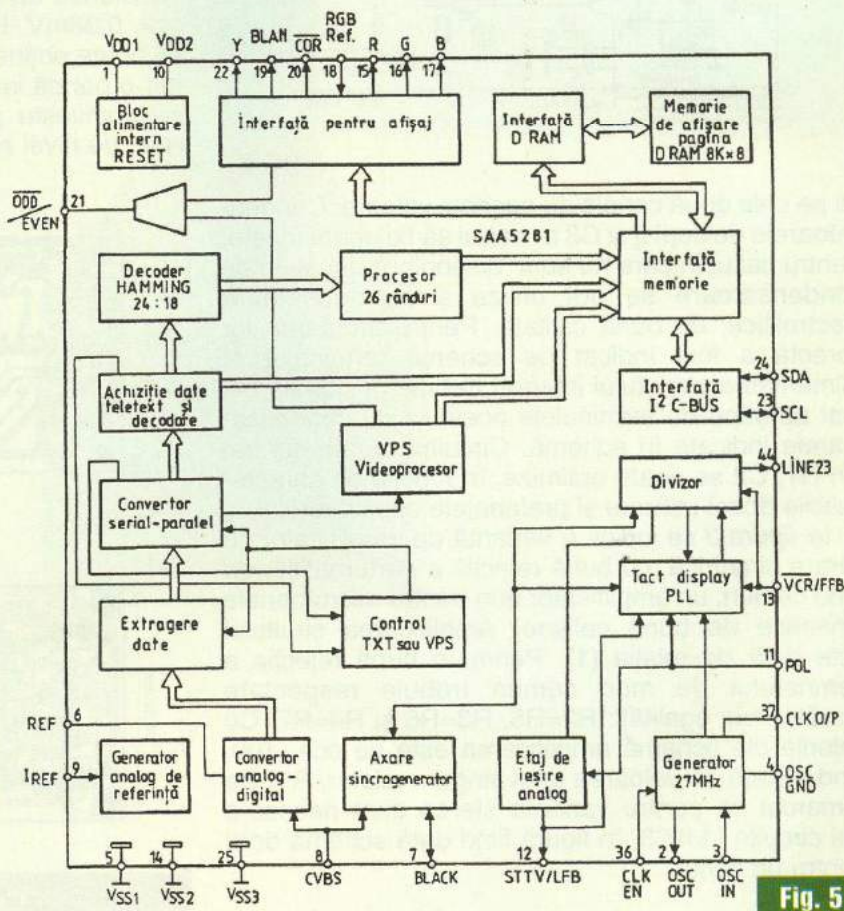 VDD1 VDD2 Y BLAN COR RGB Ref. R G B
1 10 22 19 20 18 15 16 17
Bloc
alimentare
intern
RESET
Interfață
pentru afișaj
Interfață
DRAM
Memorie
de afișare
pagina
DRAM 8K×8
ODD
EVEN
21
SAA5281
Decoder
HAMMING
24:18
Procesor
26 rânduri
Interfață
memorie
Achiziție date
teletext și
decodare
VPS
Videoprocesor
Interfață
I²C-BUS
24
SDA
23
SCL
44
LINE23
Convertor
serial-paralel
Divizor
Tact display
PLL
VCR/FFB
13
Extragere
date
Control
TXT sau VPS
11
POL
37
CLKO/P
REF
6
IREF
9
Generator
analog de
referință
Convertor
analog-
digital
Axare
sincrogenerator
Etaj de
ieșire
analog
Generator
27MHz
4
OSC
GND
5 14 25 8 7 12 36 2 3
VSS1 VSS2 VSS3 CVBS BLACK STTV/LFB CLK EN OSC OUT OSC IN
Fig. 5